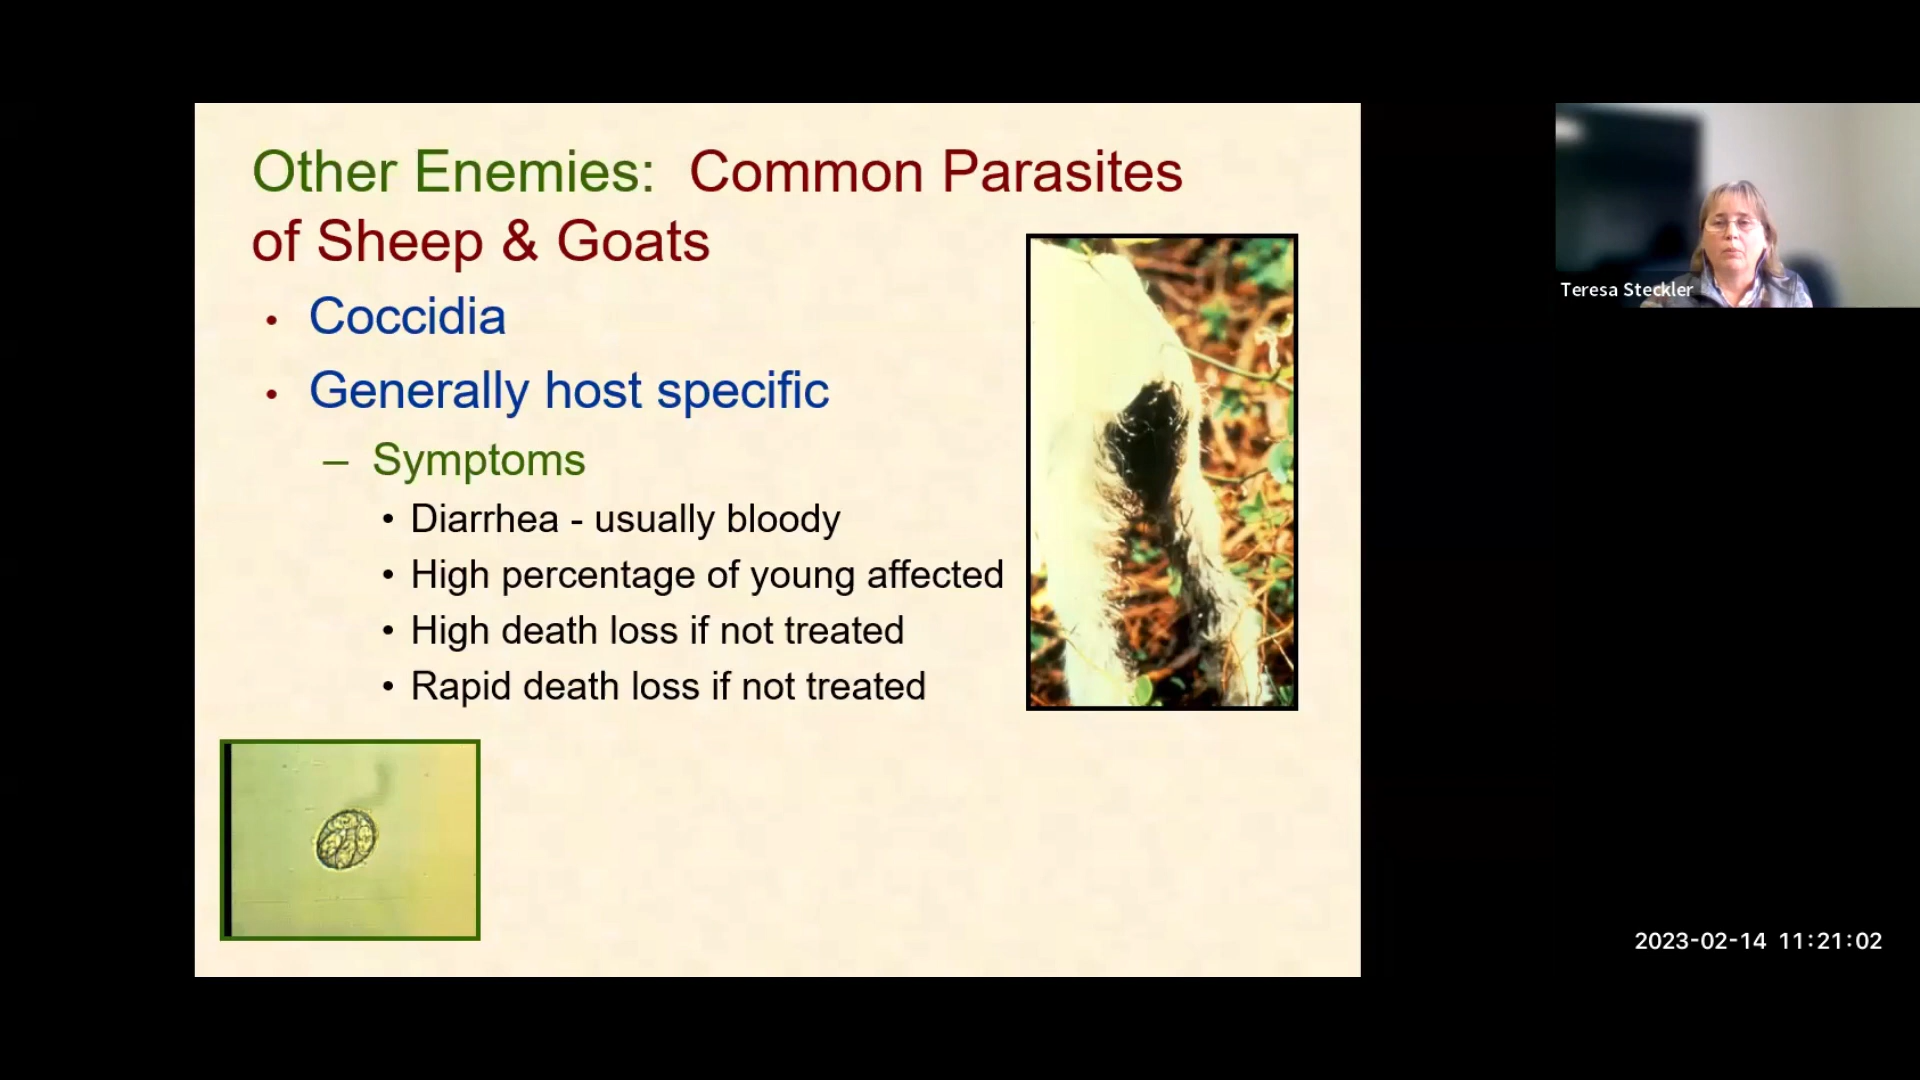 Other Enemies: Common Parasites
of Sheep & Goats
• Coccidia
• Generally host specific
– Symptoms
• Diarrhea - usually bloody
• High percentage of young affected
• High death loss if not treated
• Rapid death loss if not treated
Teresa Steckler
2023-02-14 11:21:02